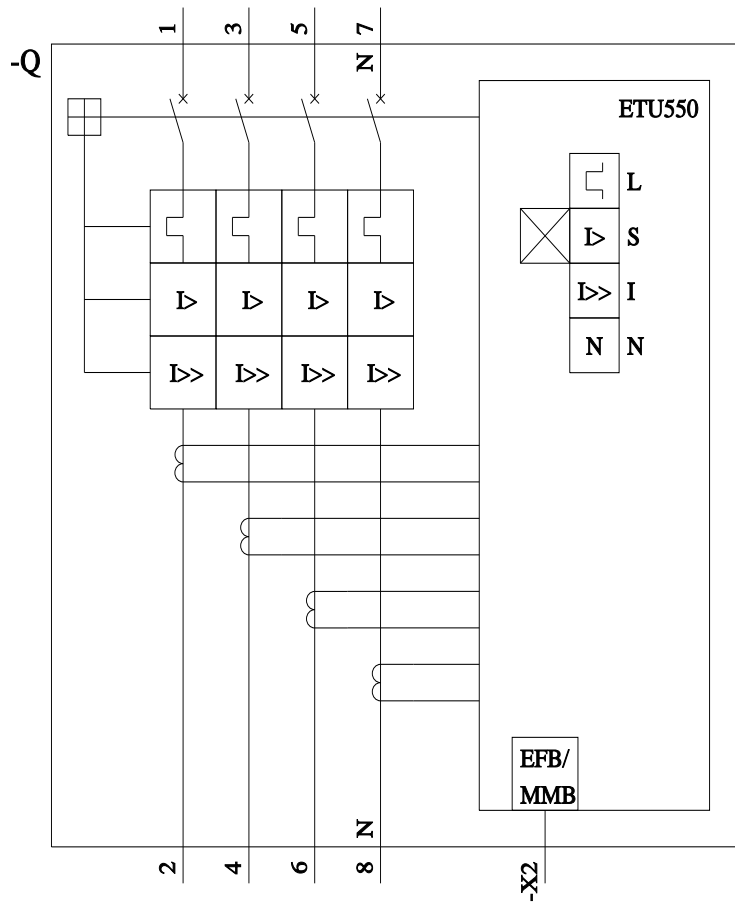 1 3 5 7
-Q
N
ETU550
L
I> I> I> I>
I> S
I>> I
I>> I>> I>> I>>
N N
EFB/
MMB
N
2 4 6 8
-X2